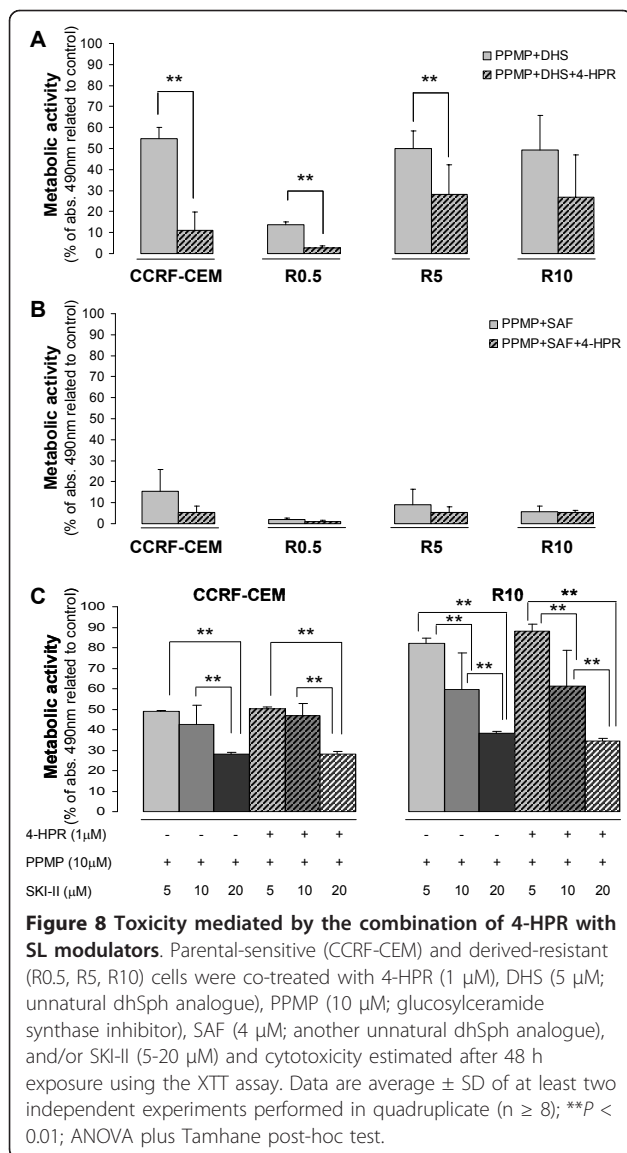 A
Metabolic activity
(% of abs. 490nm related to control)
100
90
80
70
60
50
40
30
20
10
0
PPMP+DHS
PPMP+DHS+4-HPR
**
**
**
CCRF-CEM R0.5 R5 R10
B
Metabolic activity
(% of abs. 490nm related to control)
100
90
80
70
60
50
40
30
20
10
0
PPMP+SAF
PPMP+SAF+4-HPR
CCRF-CEM R0.5 R5 R10
C
Metabolic activity
(% of abs. 490nm related to control)
100
90
80
70
60
50
40
30
20
10
0
CCRF-CEM
**
**
**
**
R10
**
**
**
**
**
**
4-HPR (1µM) - - - + + + - - - + + +
PPMP (10µM) + + + + + + + + + + + +
SKI-II (µM) 5 10 20 5 10 20 5 10 20 5 10 20
Figure 8 Toxicity mediated by the combination of 4-HPR with
SL modulators. Parental-sensitive (CCRF-CEM) and derived-resistant
(R0.5, R5, R10) cells were co-treated with 4-HPR (1 µM), DHS (5 µM;
unnatural dhSph analogue), PPMP (10 µM; glucosylceramide
synthase inhibitor), SAF (4 µM; another unnatural dhSph analogue),
and/or SKI-II (5-20 µM) and cytotoxicity estimated after 48 h
exposure using the XTT assay. Data are average ± SD of at least two
independent experiments performed in quadruplicate (n ≥ 8); **P <
0.01; ANOVA plus Tamhane post-hoc test.